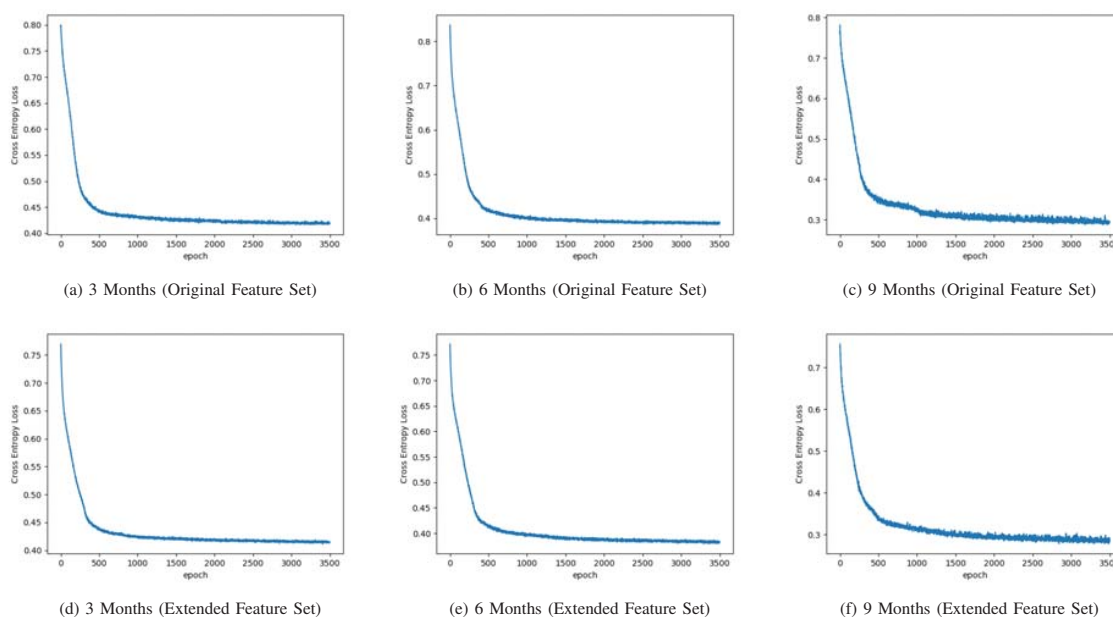 0.80
0.75
0.70
0.65
0.60
0.55
0.50
0.45
0.40
Cross Entropy Loss
0 500 1000 1500 2000 2500 3000 3500
epoch
(a) 3 Months (Original Feature Set)
0.8
0.7
0.6
0.5
0.4
Cross Entropy Loss
0 500 1000 1500 2000 2500 3000 3500
epoch
(b) 6 Months (Original Feature Set)
0.8
0.7
0.6
0.5
0.4
0.3
Cross Entropy Loss
0 500 1000 1500 2000 2500 3000 3500
epoch
(c) 9 Months (Original Feature Set)
0.75
0.70
0.65
0.60
0.55
0.50
0.45
0.40
Cross Entropy Loss
0 500 1000 1500 2000 2500 3000 3500
epoch
(d) 3 Months (Extended Feature Set)
0.75
0.70
0.65
0.60
0.55
0.50
0.45
0.40
Cross Entropy Loss
0 500 1000 1500 2000 2500 3000 3500
epoch
(e) 6 Months (Extended Feature Set)
0.7
0.6
0.5
0.4
0.3
Cross Entropy Loss
0 500 1000 1500 2000 2500 3000 3500
epoch
(f) 9 Months (Extended Feature Set)